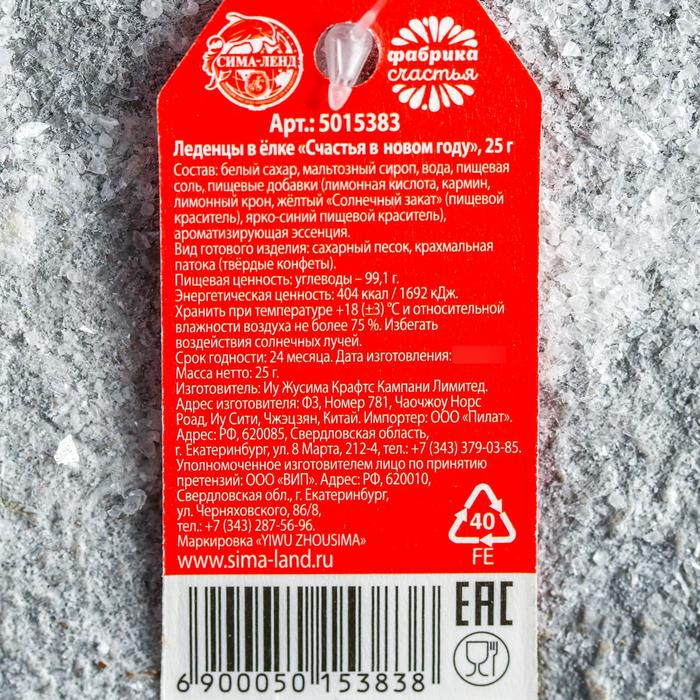 СИМА-ЛЕНД
фабрика
счастья
Арт.: 5015383
Леденцы в ёлке «Счастья в новом году», 25 г
Состав: белый сахар, мальтозный сироп, вода, пищевая
соль, пищевые добавки (лимонная кислота, кармин,
лимонный крон, жёлтый «Солнечный закат» (пищевой
краситель), ярко-синий пищевой краситель),
ароматизирующая эссенция.
Вид готового изделия: сахарный песок, крахмальная
патока (твёрдые конфеты).
Пищевая ценность: углеводы – 99,1 г.
Энергетическая ценность: 404 ккал / 1692 кДж.
Хранить при температуре +18 (±3) °С и относительной
влажности воздуха не более 75 %. Избегать
воздействия солнечных лучей.
Срок годности: 24 месяца. Дата изготовления:
Масса нетто: 25 г.
Изготовитель: Иу Жусима Крафтс Кампани Лимитед.
Адрес изготовителя: Ф3, Номер 781, Чаочжоу Норс
Роад, Иу Сити, Чжэцзян, Китай. Импортер: ООО «Пилат».
Адрес: РФ, 620085, Свердловская область,
г. Екатеринбург, ул. 8 Марта, 212-4, тел.: +7 (343) 379-03-85.
Уполномоченное изготовителем лицо по принятию
претензий: ООО «ВИП». Адрес: РФ, 620010,
Свердловская обл., г. Екатеринбург,
ул. Черняховского, 86/8,
тел.: +7 (343) 287-56-96.
Маркировка «YIWU ZHOUSIMA»
www.sima-land.ru
40
FE
EAC
6 900050 153838